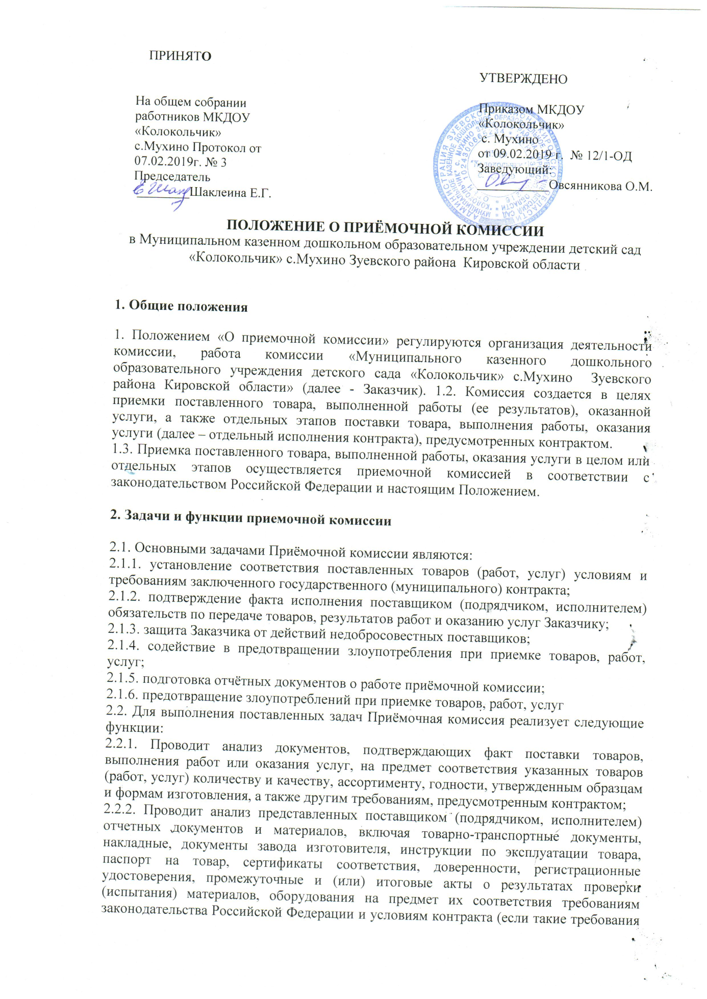 ПРИНЯТО
УТВЕРЖДЕНО
На общем собрании
работников МКДОУ
«Колокольчик»
с.Мухино Протокол от
07.02.2019г. № 3
Председатель
________Шаклеина Е.Г.
Приказом МКДОУ
«Колокольчик»
с. Мухино
от 09.02.2019 г. № 12/1-ОД
Заведующий:
__________Овсянникова О.М.
ПОЛОЖЕНИЕ О ПРИЁМОЧНОЙ КОМИССИИ
в Муниципальном казенном дошкольном образовательном учреждении детский сад
«Колокольчик» с.Мухино Зуевского района Кировской области
1. Общие положения
1. Положением «О приемочной комиссии» регулируются организация деятельности
комиссии, работа комиссии «Муниципального казенного дошкольного
образовательного учреждения детского сада «Колокольчик» с.Мухино Зуевского
района Кировской области» (далее - Заказчик). 1.2. Комиссия создается в целях
приемки поставленного товара, выполненной работы (ее результатов), оказанной
услуги, а также отдельных этапов поставки товара, выполнения работы, оказания
услуги (далее – отдельный исполнения контракта), предусмотренных контрактом.
1.3. Приемка поставленного товара, выполненной работы, оказания услуги в целом или
отдельных этапов осуществляется приемочной комиссией в соответствии с
законодательством Российской Федерации и настоящим Положением.
2. Задачи и функции приемочной комиссии
2.1. Основными задачами Приёмочной комиссии являются:
2.1.1. установление соответствия поставленных товаров (работ, услуг) условиям и
требованиям заключенного государственного (муниципального) контракта;
2.1.2. подтверждение факта исполнения поставщиком (подрядчиком, исполнителем)
обязательств по передаче товаров, результатов работ и оказанию услуг Заказчику;
2.1.3. защита Заказчика от действий недобросовестных поставщиков;
2.1.4. содействие в предотвращении злоупотребления при приемке товаров, работ,
услуг;
2.1.5. подготовка отчётных документов о работе приёмочной комиссии;
2.1.6. предотвращение злоупотреблений при приемке товаров, работ, услуг
2.2. Для выполнения поставленных задач Приёмочная комиссия реализует следующие
функции:
2.2.1. Проводит анализ документов, подтверждающих факт поставки товаров,
выполнения работ или оказания услуг, на предмет соответствия указанных товаров
(работ, услуг) количеству и качеству, ассортименту, годности, утвержденным образцам
и формам изготовления, а также другим требованиям, предусмотренным контрактом;
2.2.2. Проводит анализ представленных поставщиком (подрядчиком, исполнителем)
отчетных документов и материалов, включая товарно-транспортные документы,
накладные, документы завода изготовителя, инструкции по эксплуатации товара,
паспорт на товар, сертификаты соответствия, доверенности, регистрационные
удостоверения, промежуточные и (или) итоговые акты о результатах проверки
(испытания) материалов, оборудования на предмет их соответствия требованиям
законодательства Российской Федерации и условиям контракта (если такие требования